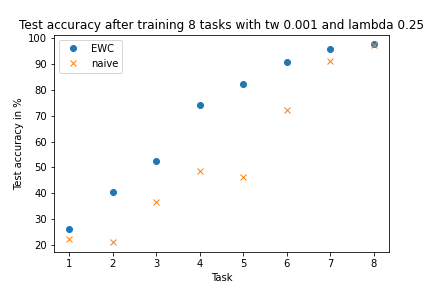 Test accuracy after training 8 tasks with tw 0.001 and lambda 0.25
EWC
naive
100
90
80
70
60
50
40
30
20
Test accuracy in %
1 2 3 4 5 6 7 8
Task